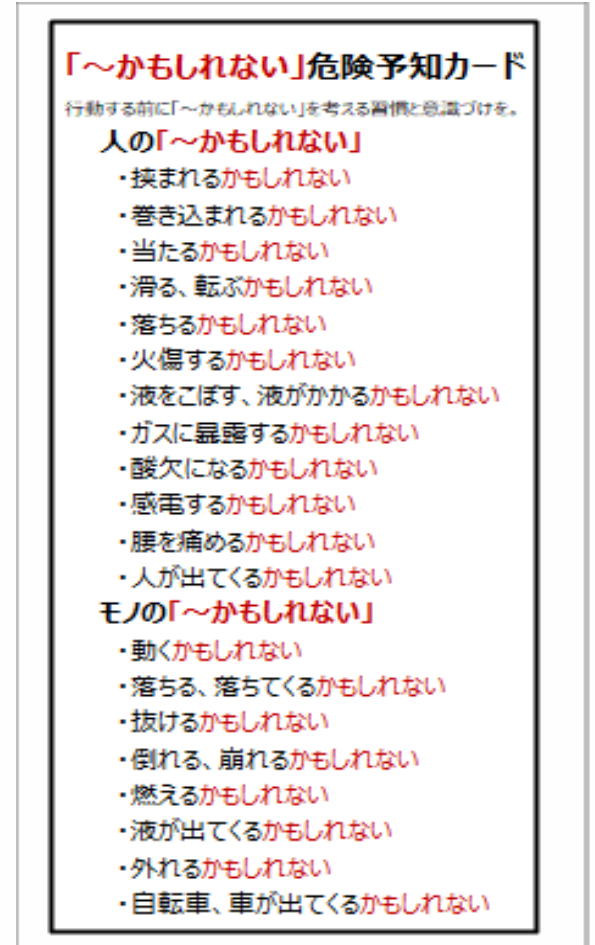 「～かもしれない」危険予知カード
行動する前に「～かもしれない」を考える習慣と意識づけを。
人の「～かもしれない」
・挟まれるかもしれない
・巻き込まれるかもしれない
・当たるかもしれない
・滑る、転ぶかもしれない
・落ちるかもしれない
・火傷するかもしれない
・液をこぼす、液がかかるかもしれない
・ガスに暴露するかもしれない
・酸欠になるかもしれない
・感電するかもしれない
・腰を痛めるかもしれない
・人が出てくるかもしれない
モノの「～かもしれない」
・動くかもしれない
・落ちる、落ちてくるかもしれない
・抜けるかもしれない
・倒れる、崩れるかもしれない
・燃えるかもしれない
・液が出てくるかもしれない
・外れるかもしれない
・自転車、車が出てくるかもしれない